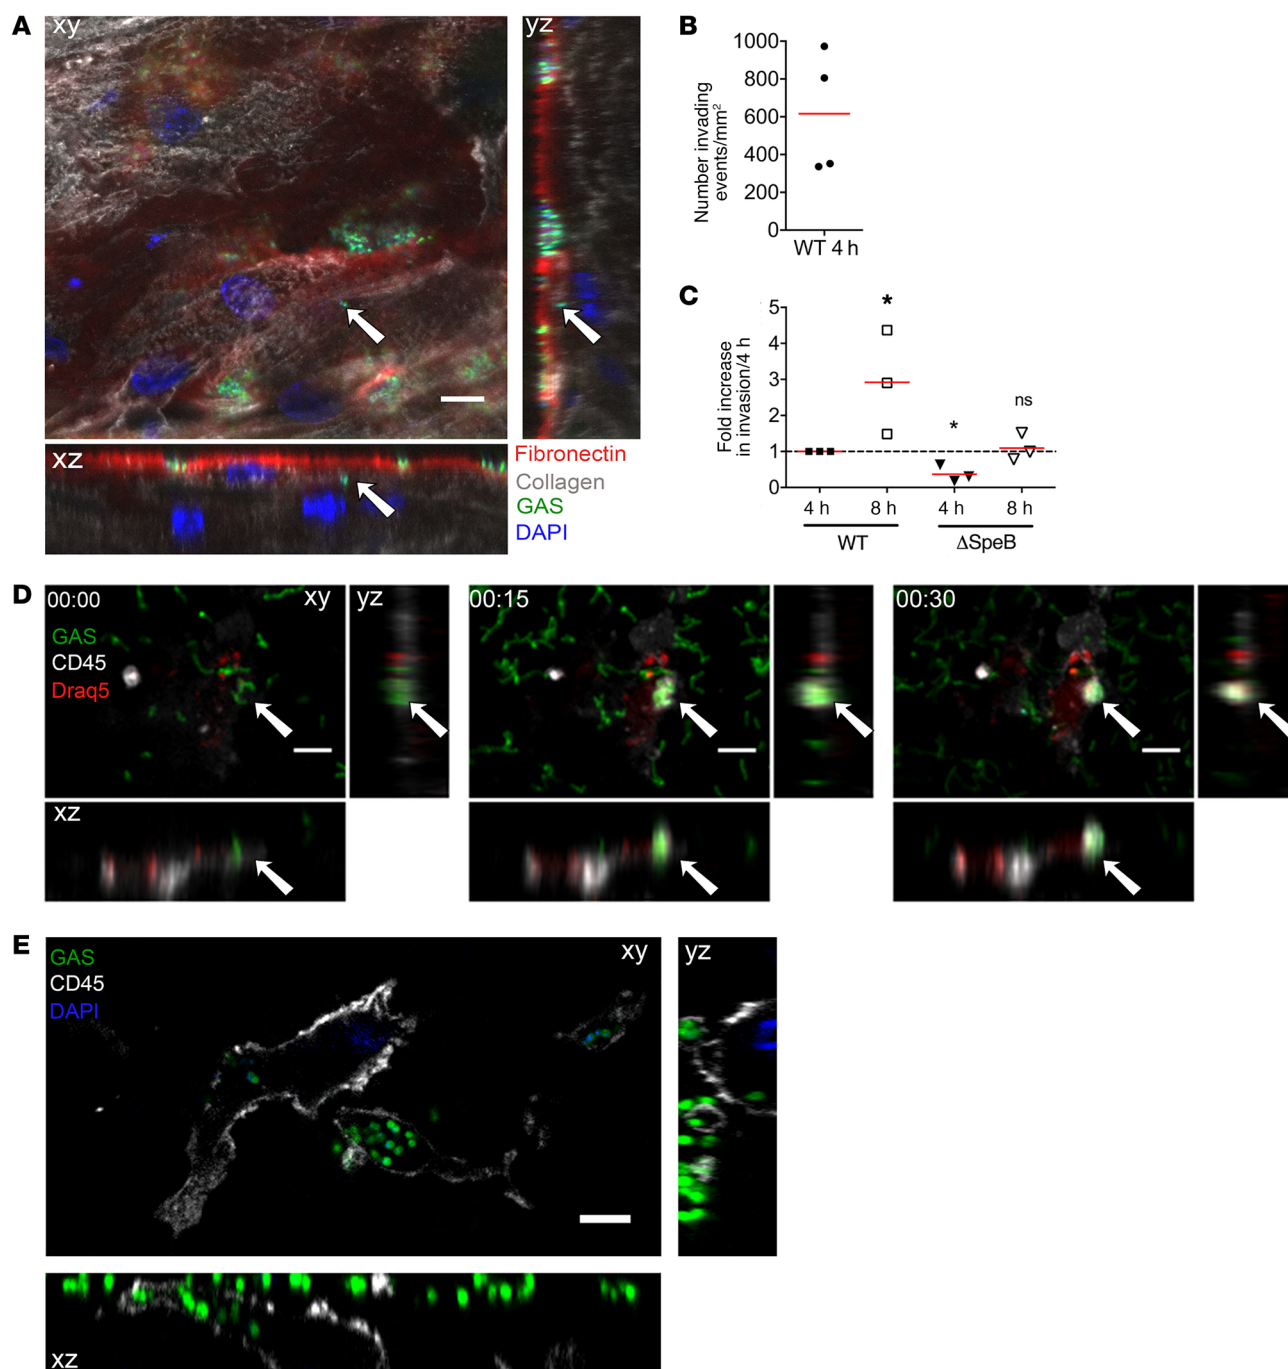 A
xy
yz
xz
Fibronectin
Collagen
GAS
DAPI
B
Number invading
events/mm²
1000
800
600
400
200
0
WT 4 h
C
Fold increase
in invasion/4 h
5
4
3
2
1
0
*
*
ns
4 h
8 h
4 h
8 h
WT
ΔSpeB
D
00:00
xy
yz
GAS
CD45
Draq5
xz
00:15
00:30
E
GAS
CD45
DAPI
xy
yz
xz